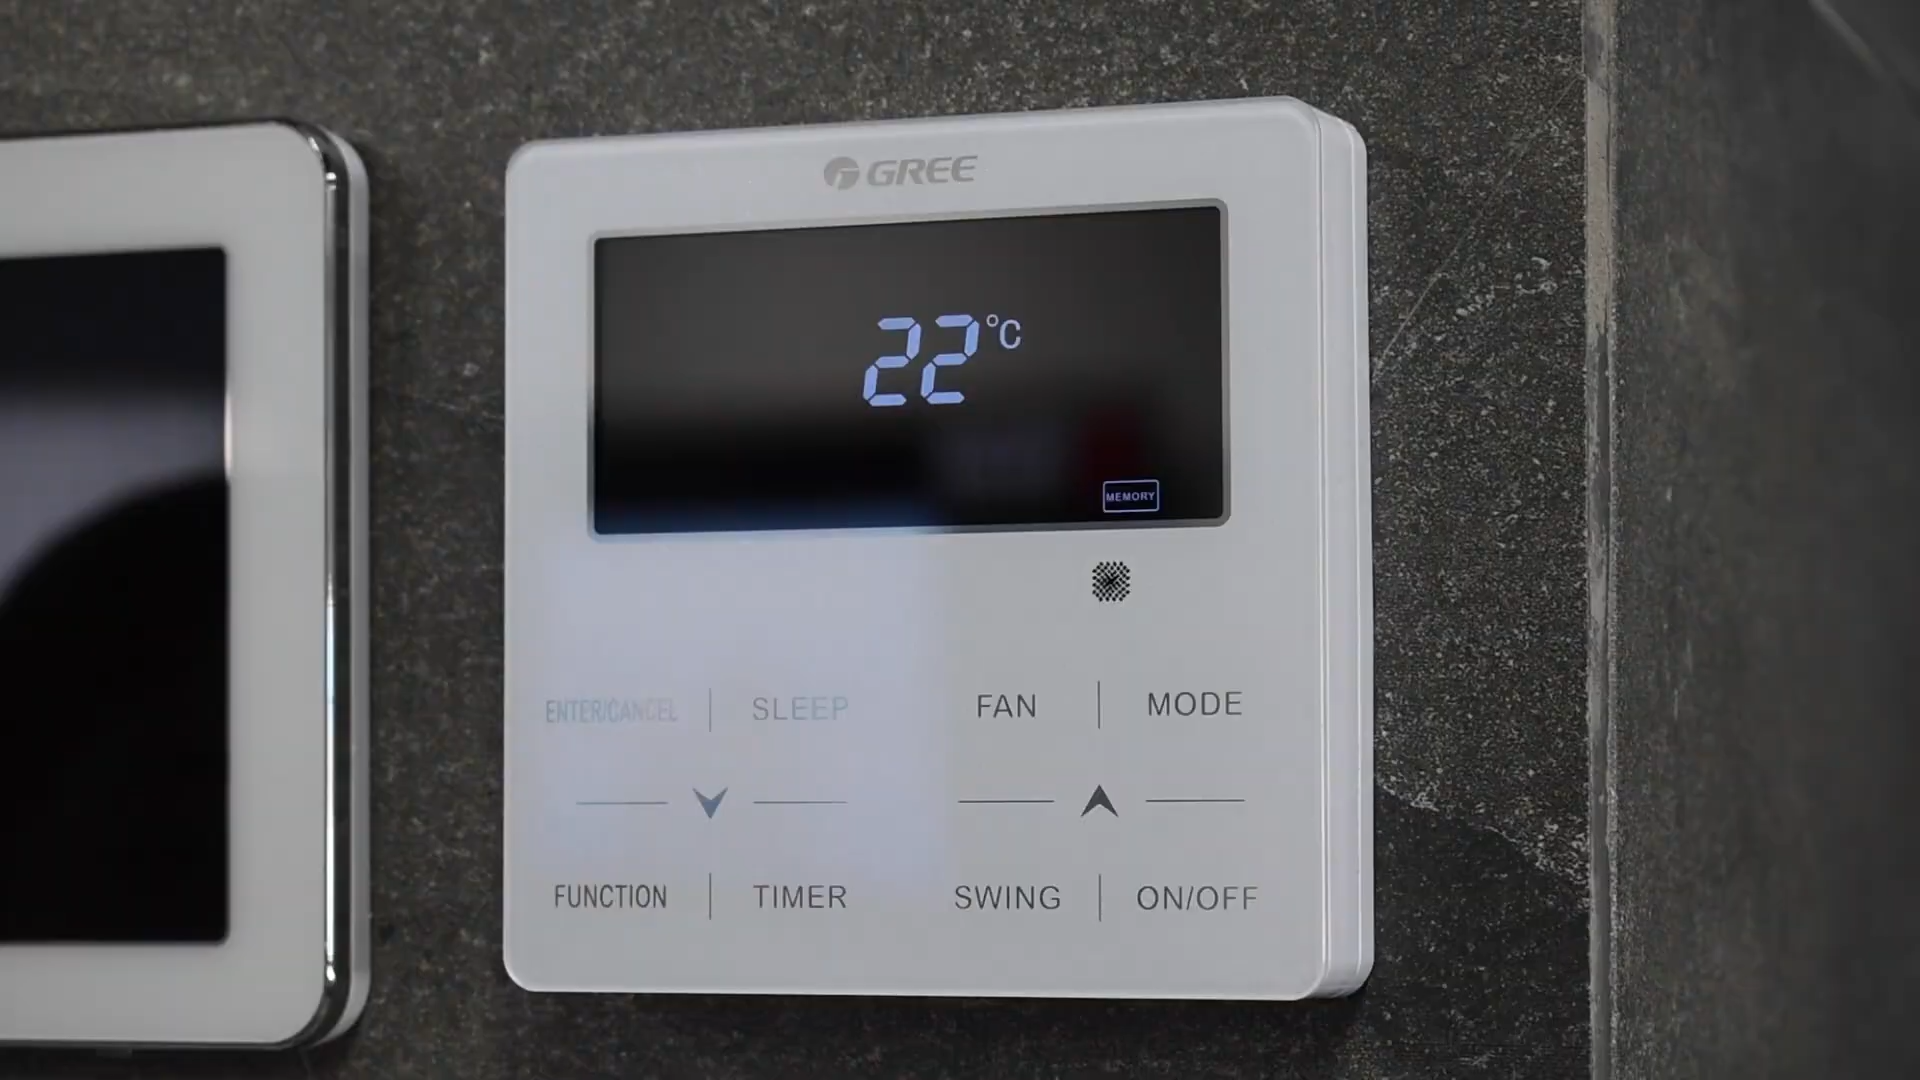 GREE
22°C
MEMORY
ENTER/CANCEL SLEEP FAN MODE
FUNCTION TIMER SWING ON/OFF